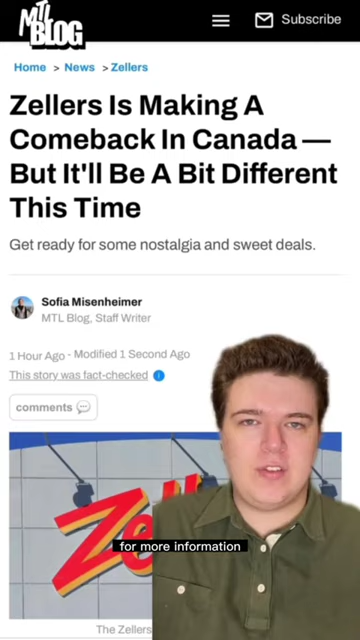 MTL
BLOG
Subscribe
Home > News > Zellers
Zellers Is Making A
Comeback In Canada —
But It'll Be A Bit Different
This Time
Get ready for some nostalgia and sweet deals.
Sofia Misenheimer
MTL Blog, Staff Writer
1 Hour Ago - Modified 1 Second Ago
This story was fact-checked
comments
Zell
for more information
The Zellers